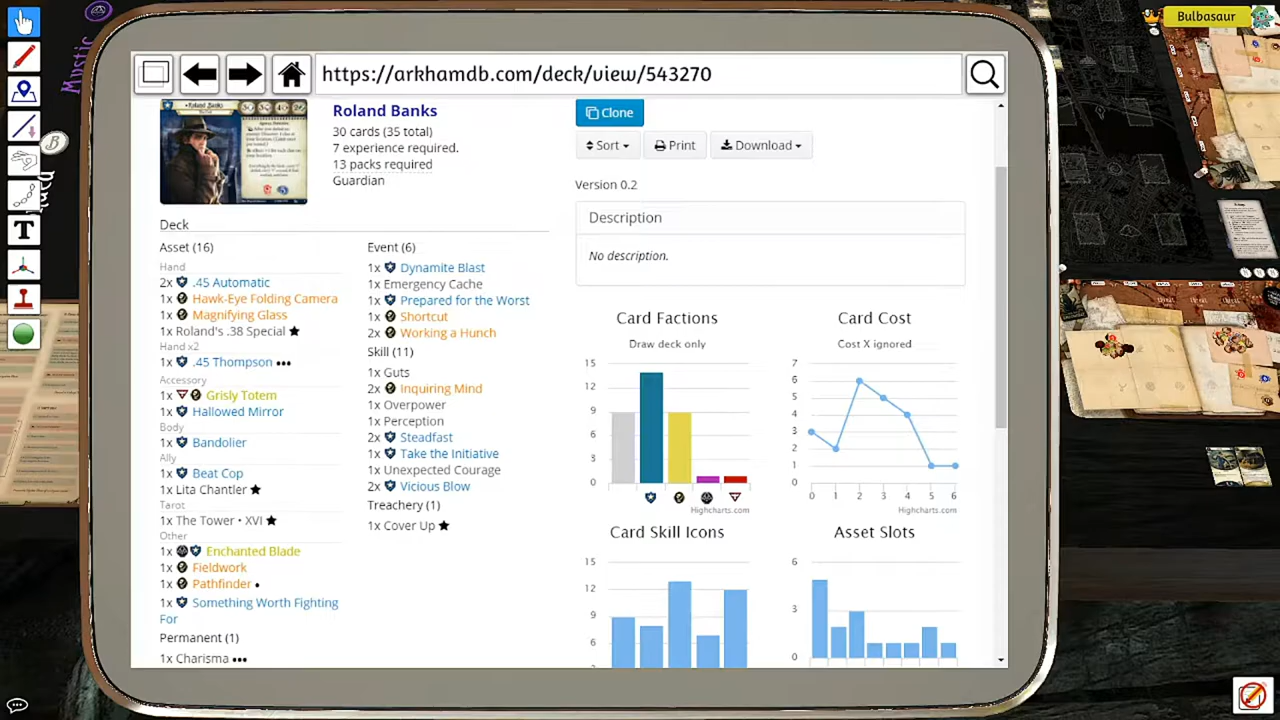 Bulbasaur
Mystic
B
T
https://arkhamdb.com/deck/view/543270
Roland Banks
30 cards (35 total)
7 experience required.
13 packs required
Guardian
Clone
Sort
Print
Download
Version 0.2
Description
No description.
Deck
Asset (16)
Hand
2x .45 Automatic
1x Hawk-Eye Folding Camera
1x Magnifying Glass
1x Roland's .38 Special ★
Hand x2
1x .45 Thompson •••
Accessory
1x Grisly Totem
1x Hallowed Mirror
Body
1x Bandolier
Ally
1x Beat Cop
1x Lita Chantler ★
Tarot
1x The Tower • XVI ★
Other
1x Enchanted Blade
1x Fieldwork
1x Pathfinder •
1x Something Worth Fighting
For
Permanent (1)
1x Charisma •••
Event (6)
1x Dynamite Blast
1x Emergency Cache
1x Prepared for the Worst
1x Shortcut
2x Working a Hunch
Skill (11)
1x Guts
2x Inquiring Mind
1x Overpower
1x Perception
2x Steadfast
1x Take the Initiative
1x Unexpected Courage
2x Vicious Blow
Treachery (1)
1x Cover Up ★
Card Factions
Draw deck only
15
12
9
6
3
0
Highcharts.com
Card Cost
Cost X ignored
7
6
5
4
3
2
1
0
0 1 2 3 4 5 6
Highcharts.com
Card Skill Icons
15
12
9
6
Asset Slots
6
3
0